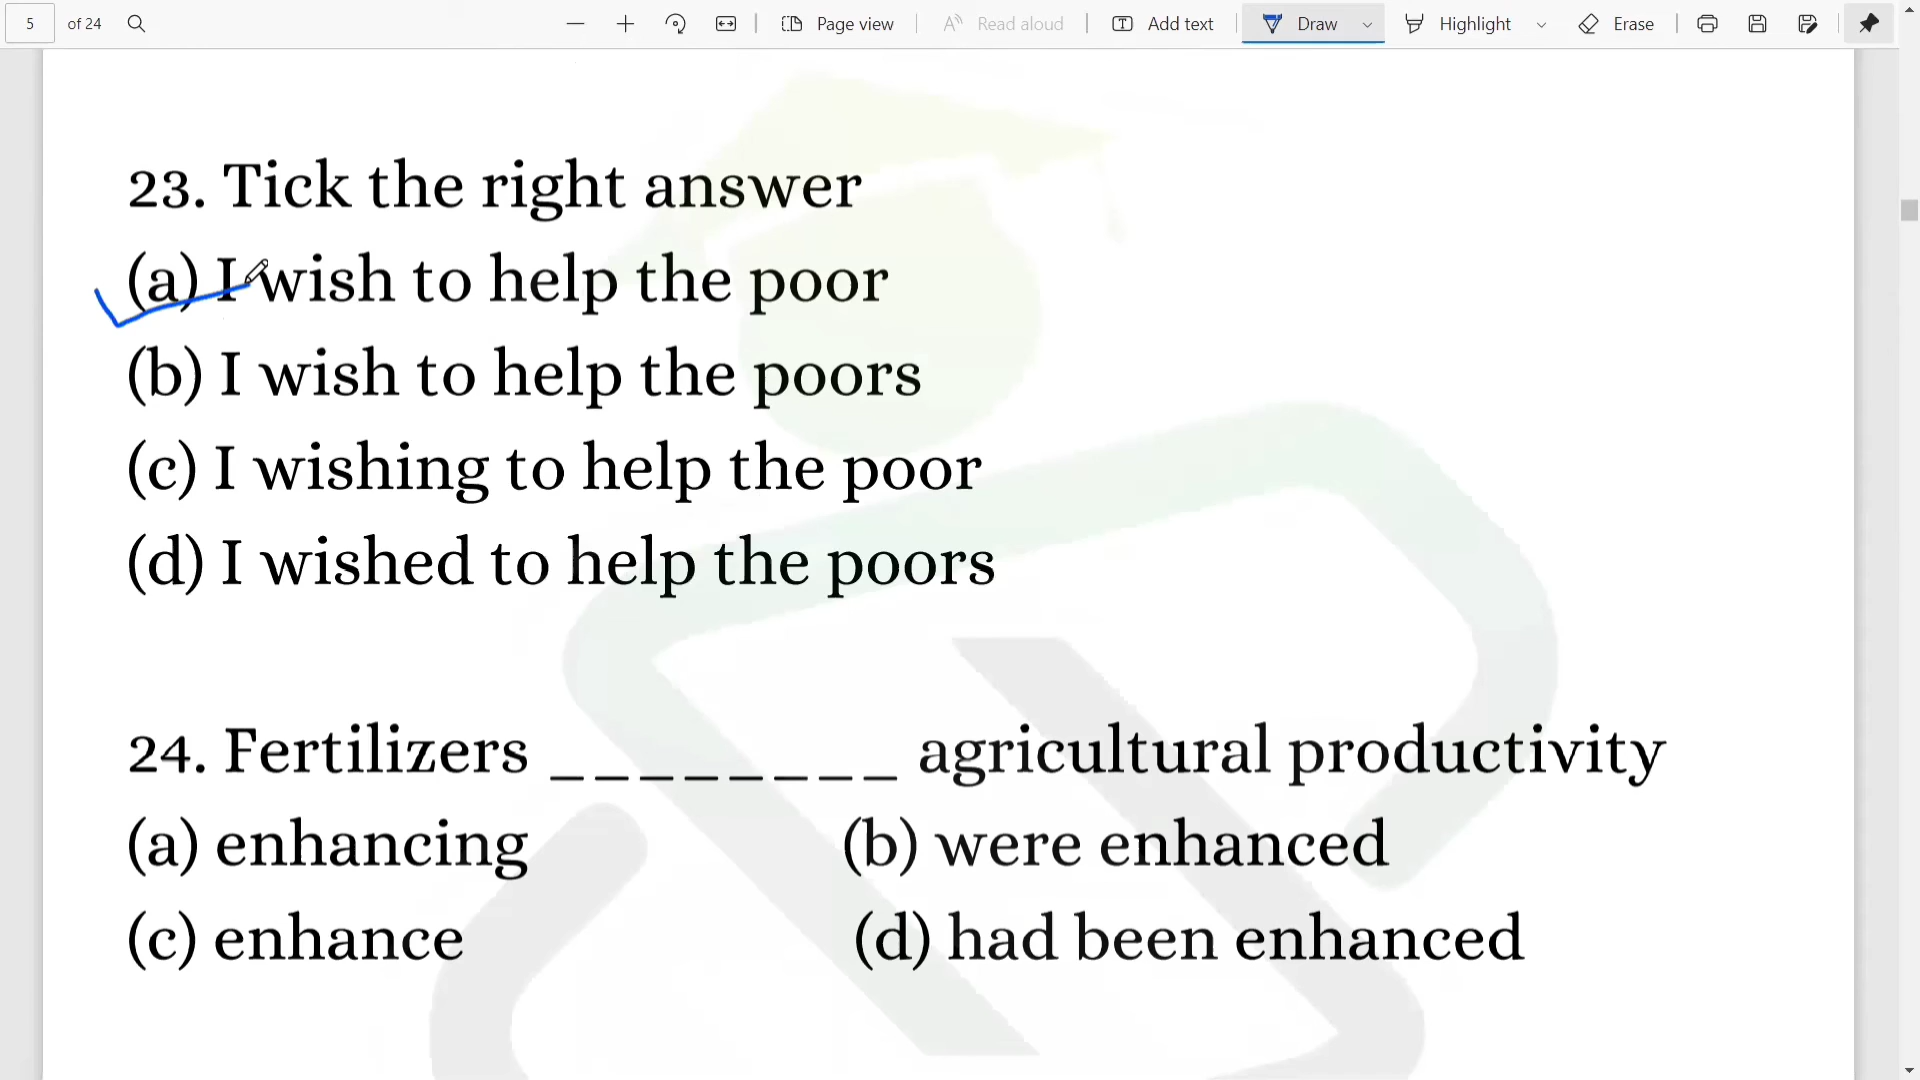 5 of 24 Page view Read aloud Add text Draw Highlight Erase
23. Tick the right answer
(a) I wish to help the poor
(b) I wish to help the poors
(c) I wishing to help the poor
(d) I wished to help the poors
24. Fertilizers ________ agricultural productivity
(a) enhancing (b) were enhanced
(c) enhance (d) had been enhanced